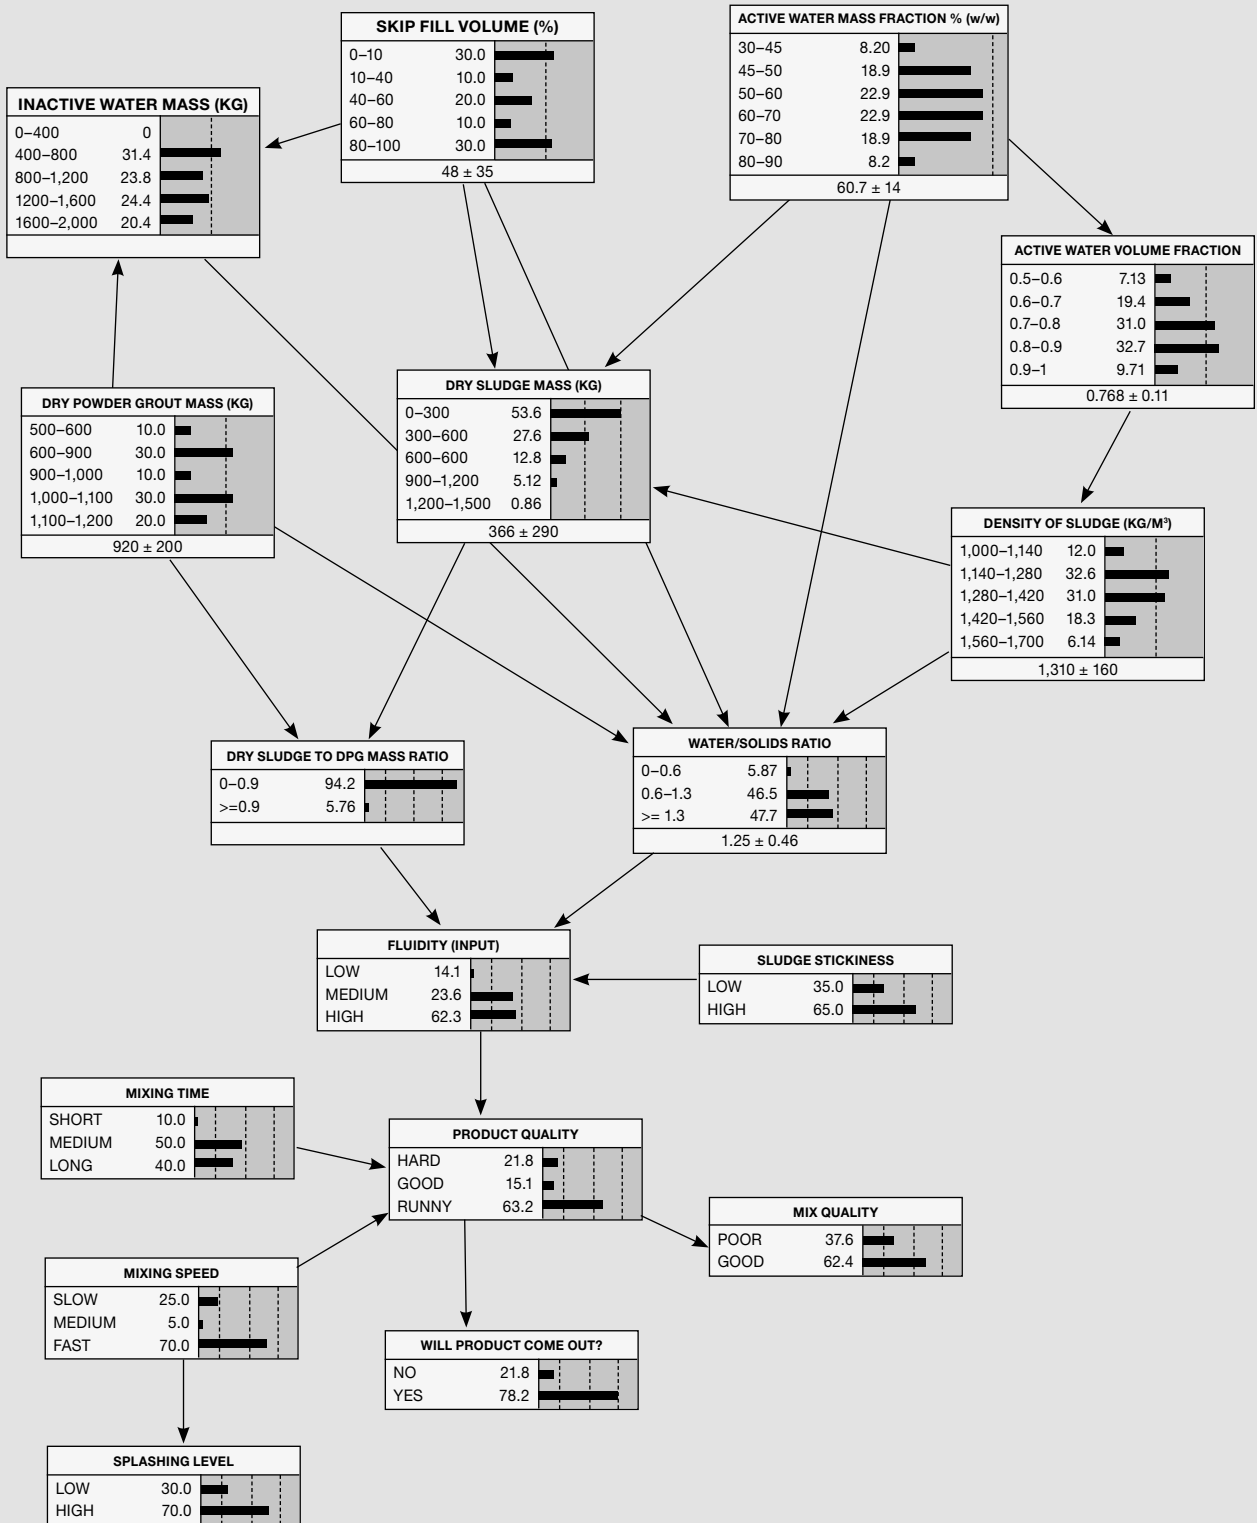 SKIP FILL VOLUME (%)
0–10 30.0
10–40 10.0
40–60 20.0
60–80 10.0
80–100 30.0
48 ± 35
ACTIVE WATER MASS FRACTION % (w/w)
30–45 8.20
45–50 18.9
50–60 22.9
60–70 22.9
70–80 18.9
80–90 8.2
60.7 ± 14
INACTIVE WATER MASS (KG)
0–400 0
400–800 31.4
800–1,200 23.8
1200–1,600 24.4
1600–2,000 20.4
ACTIVE WATER VOLUME FRACTION
0.5–0.6 7.13
0.6–0.7 19.4
0.7–0.8 31.0
0.8–0.9 32.7
0.9–1 9.71
0.768 ± 0.11
DRY SLUDGE MASS (KG)
0–300 53.6
300–600 27.6
600–600 12.8
900–1,200 5.12
1,200–1,500 0.86
366 ± 290
DRY POWDER GROUT MASS (KG)
500–600 10.0
600–900 30.0
900–1,000 10.0
1,000–1,100 30.0
1,100–1,200 20.0
920 ± 200
DENSITY OF SLUDGE (KG/M³)
1,000–1,140 12.0
1,140–1,280 32.6
1,280–1,420 31.0
1,420–1,560 18.3
1,560–1,700 6.14
1,310 ± 160
DRY SLUDGE TO DPG MASS RATIO
0–0.9 94.2
>=0.9 5.76
WATER/SOLIDS RATIO
0–0.6 5.87
0.6–1.3 46.5
>= 1.3 47.7
1.25 ± 0.46
FLUIDITY (INPUT)
LOW 14.1
MEDIUM 23.6
HIGH 62.3
SLUDGE STICKINESS
LOW 35.0
HIGH 65.0
MIXING TIME
SHORT 10.0
MEDIUM 50.0
LONG 40.0
PRODUCT QUALITY
HARD 21.8
GOOD 15.1
RUNNY 63.2
MIX QUALITY
POOR 37.6
GOOD 62.4
MIXING SPEED
SLOW 25.0
MEDIUM 5.0
FAST 70.0
WILL PRODUCT COME OUT?
NO 21.8
YES 78.2
SPLASHING LEVEL
LOW 30.0
HIGH 70.0